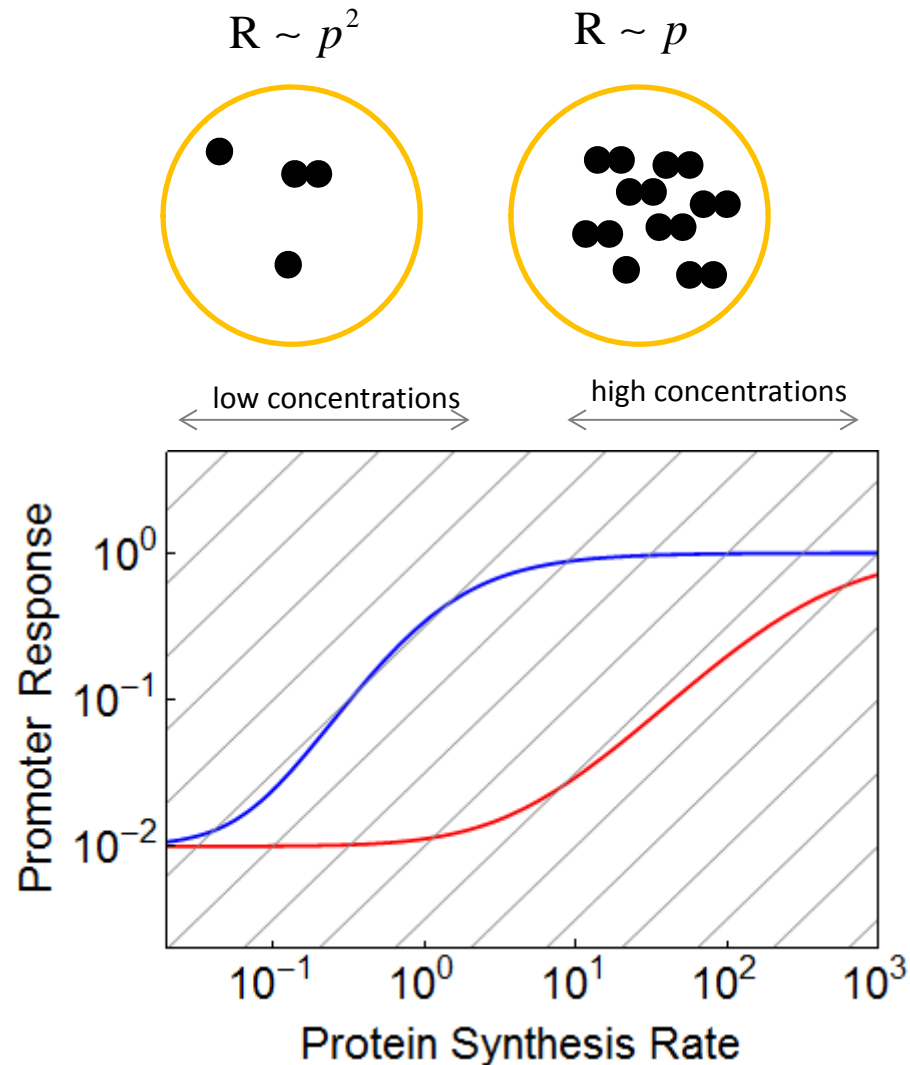 R ~ p² R ~ p
low concentrations high concentrations
Promoter Response
10⁰
10⁻¹
10⁻²
10⁻¹ 10⁰ 10¹ 10² 10³
Protein Synthesis Rate